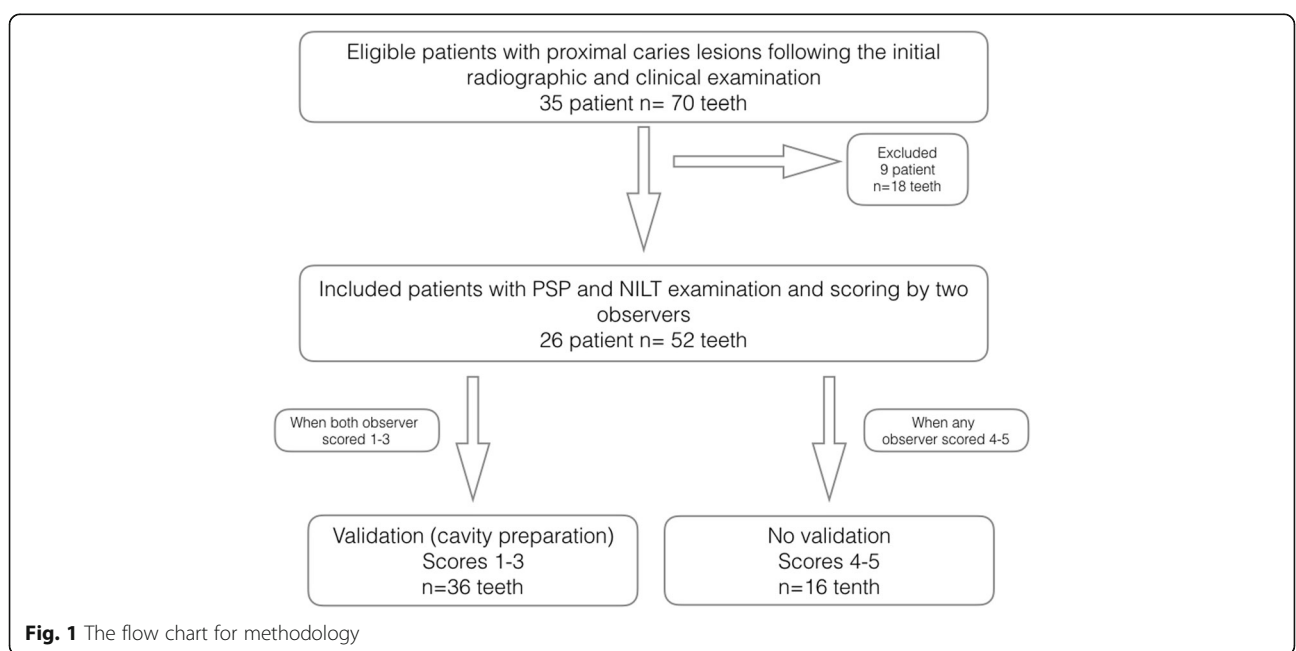 Eligible patients with proximal caries lesions following the initial
radiographic and clinical examination
35 patient n= 70 teeth
Excluded
9 patient
n=18 teeth
Included patients with PSP and NILT examination and scoring by two
observers
26 patient n= 52 teeth
When both observer
scored 1-3
When any
observer scored 4-5
Validation (cavity preparation)
Scores 1-3
n=36 teeth
No validation
Scores 4-5
n=16 tenth
Fig. 1 The flow chart for methodology